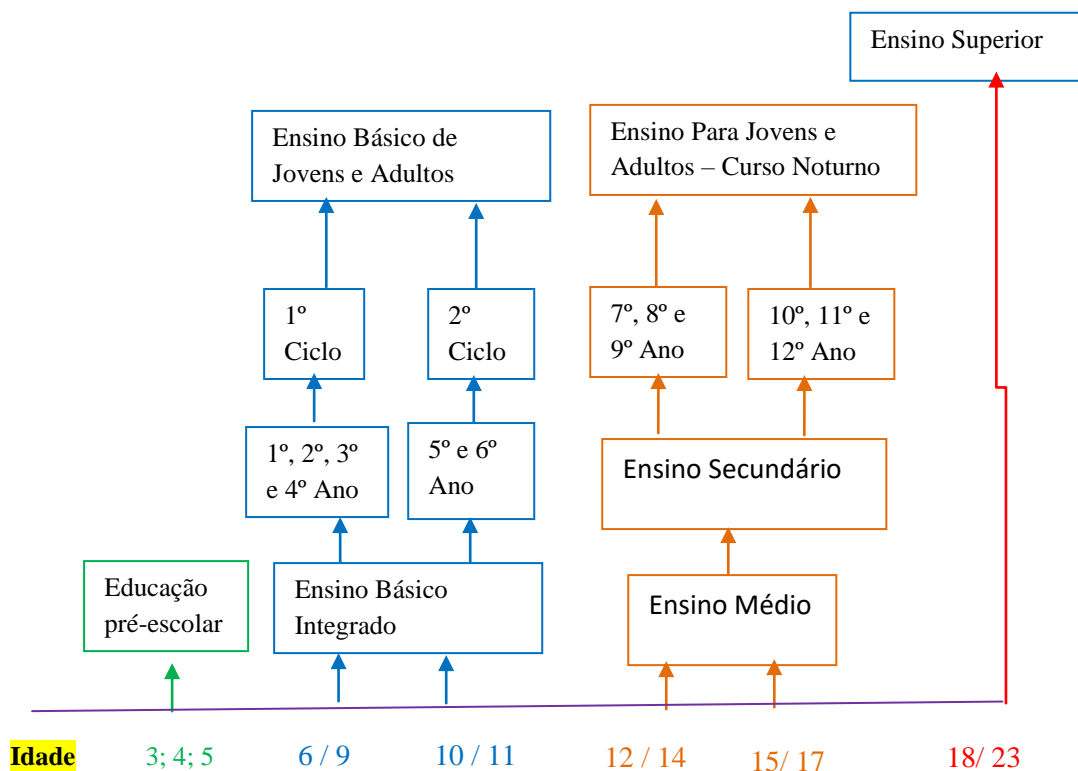 Ensino Superior
Ensino Básico de
Jovens e Adultos
Ensino Para Jovens e
Adultos – Curso Noturno
1º
Ciclo
2º
Ciclo
7º, 8º e
9º Ano
10º, 11º e
12º Ano
1º, 2º, 3º
e 4º Ano
5º e 6º
Ano
Ensino Secundário
Educação
pré-escolar
Ensino Básico
Integrado
Ensino Médio
Idade 3; 4; 5 6 / 9 10 / 11 12 / 14 15/ 17 18/ 23